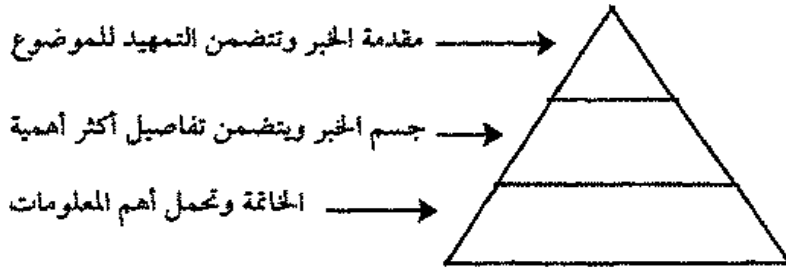 مقدمة الخبر وتتضمن التمهيد للموضوع
جسم الخبر ويتضمن تفاصيل أكثر أهمية
الخاتمة وتحمل أهم المعلومات